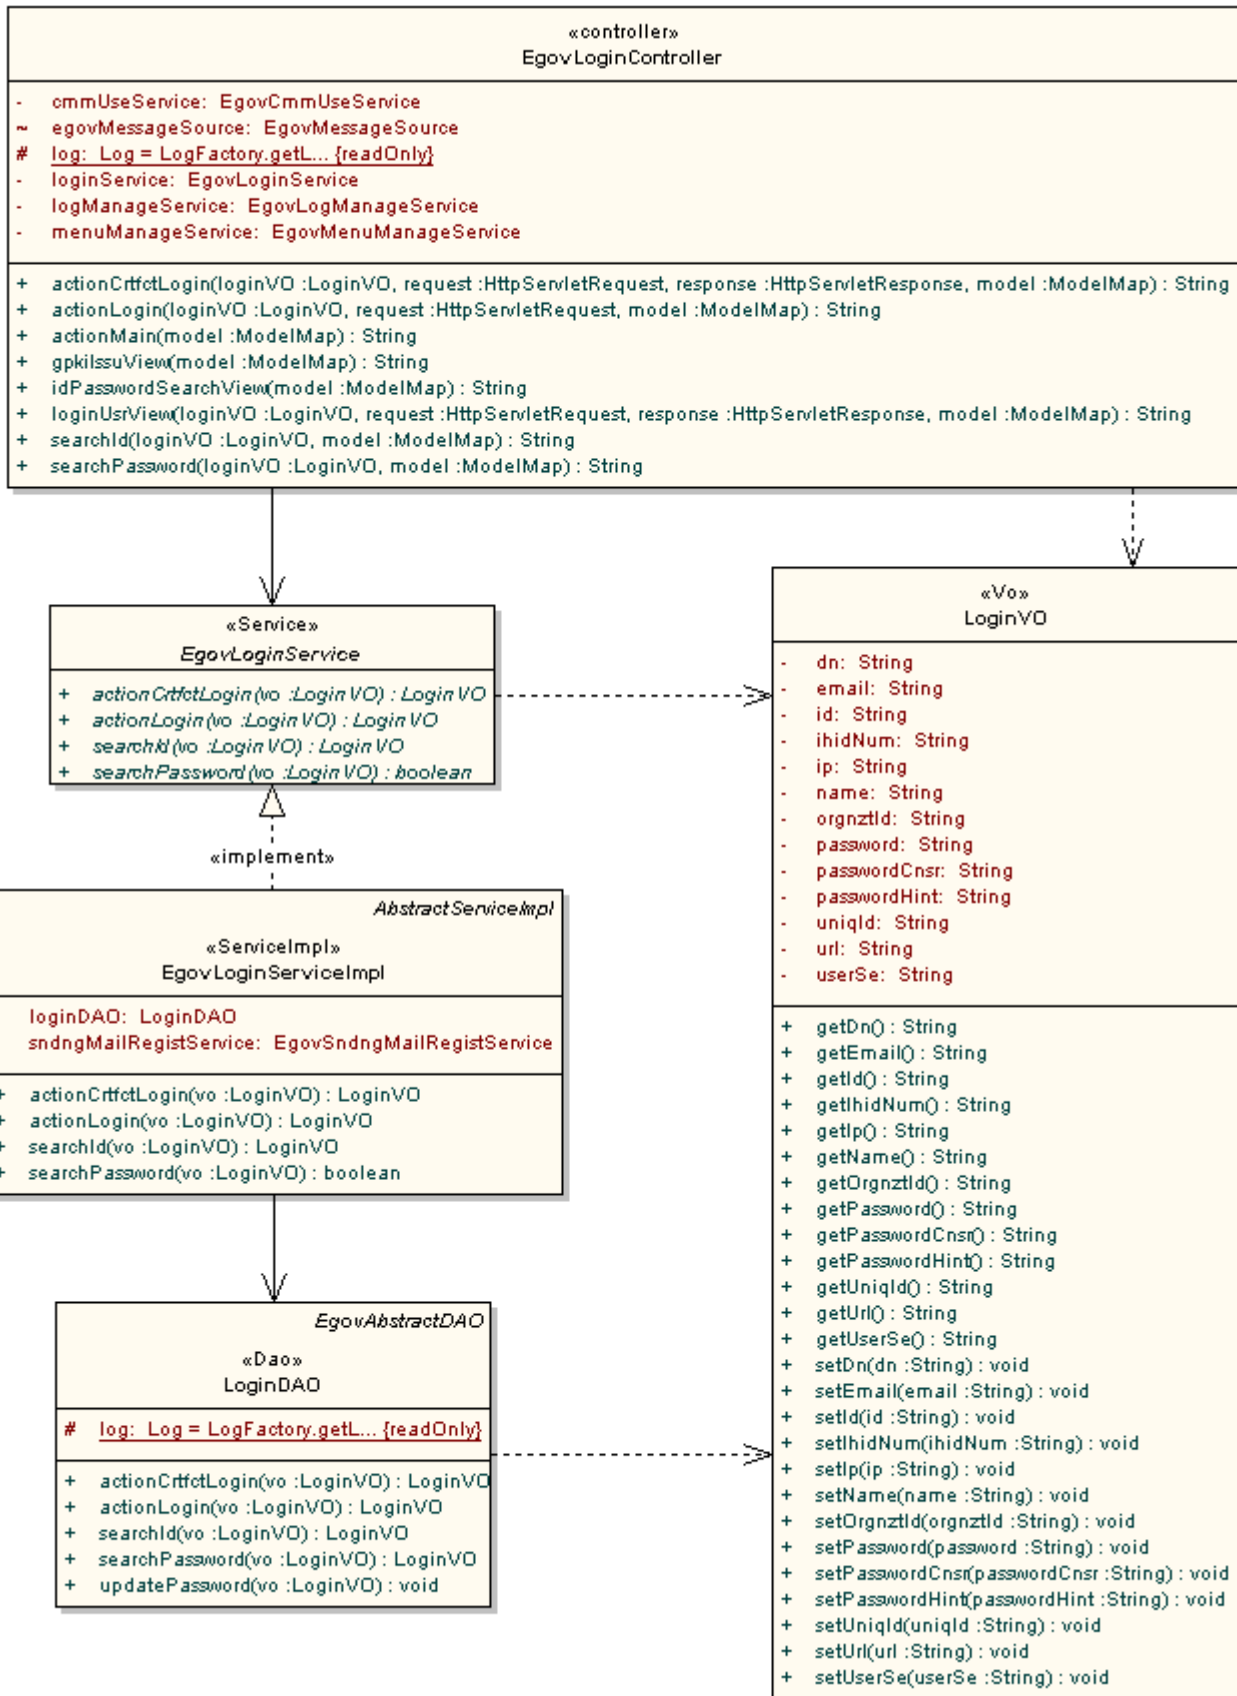 «controller»
EgovLoginController
- cmmUseService: EgovCmmUseService
~ egovMessageSource: EgovMessageSource
# log: Log = LogFactory.getL... {readOnly}
- loginService: EgovLoginService
- logManageService: EgovLogManageService
- menuManageService: EgovMenuManageService
+ actionCrtfctLogin(loginVO :LoginVO, request :HttpServletRequest, response :HttpServletResponse, model :ModelMap) : String
+ actionLogin(loginVO :LoginVO, request :HttpServletRequest, model :ModelMap) : String
+ actionMain(model :ModelMap) : String
+ gpkiIssuView(model :ModelMap) : String
+ idPasswordSearchView(model :ModelMap) : String
+ loginUsrView(loginVO :LoginVO, request :HttpServletRequest, response :HttpServletResponse, model :ModelMap) : String
+ searchId(loginVO :LoginVO, model :ModelMap) : String
+ searchPassword(loginVO :LoginVO, model :ModelMap) : String
«Service»
EgovLoginService
+ actionCrtfctLogin(vo :LoginVO) : LoginVO
+ actionLogin(vo :LoginVO) : LoginVO
+ searchId(vo :LoginVO) : LoginVO
+ searchPassword(vo :LoginVO) : boolean
«implement»
AbstractServiceImpl
«ServiceImpl»
EgovLoginServiceImpl
loginDAO: LoginDAO
sndngMailRegistService: EgovSndngMailRegistService
+ actionCrtfctLogin(vo :LoginVO) : LoginVO
+ actionLogin(vo :LoginVO) : LoginVO
+ searchId(vo :LoginVO) : LoginVO
+ searchPassword(vo :LoginVO) : boolean
EgovAbstractDAO
«Dao»
LoginDAO
# log: Log = LogFactory.getL... {readOnly}
+ actionCrtfctLogin(vo :LoginVO) : LoginVO
+ actionLogin(vo :LoginVO) : LoginVO
+ searchId(vo :LoginVO) : LoginVO
+ searchPassword(vo :LoginVO) : LoginVO
+ updatePassword(vo :LoginVO) : void
«Vo»
LoginVO
- dn: String
- email: String
- id: String
- ihidNum: String
- ip: String
- name: String
- orgnztId: String
- password: String
- passwordCnsr: String
- passwordHint: String
- uniqId: String
- url: String
- userSe: String
+ getDn() : String
+ getEmail() : String
+ getId() : String
+ getIhidNum() : String
+ getIp() : String
+ getName() : String
+ getOrgnztId() : String
+ getPassword() : String
+ getPasswordCnsr() : String
+ getPasswordHint() : String
+ getUniqId() : String
+ getUrl() : String
+ getUserSe() : String
+ setDn(dn :String) : void
+ setEmail(email :String) : void
+ setId(id :String) : void
+ setIhidNum(ihidNum :String) : void
+ setIp(ip :String) : void
+ setName(name :String) : void
+ setOrgnztId(orgnztId :String) : void
+ setPassword(password :String) : void
+ setPasswordCnsr(passwordCnsr :String) : void
+ setPasswordHint(passwordHint :String) : void
+ setUniqId(uniqId :String) : void
+ setUrl(url :String) : void
+ setUserSe(userSe :String) : void